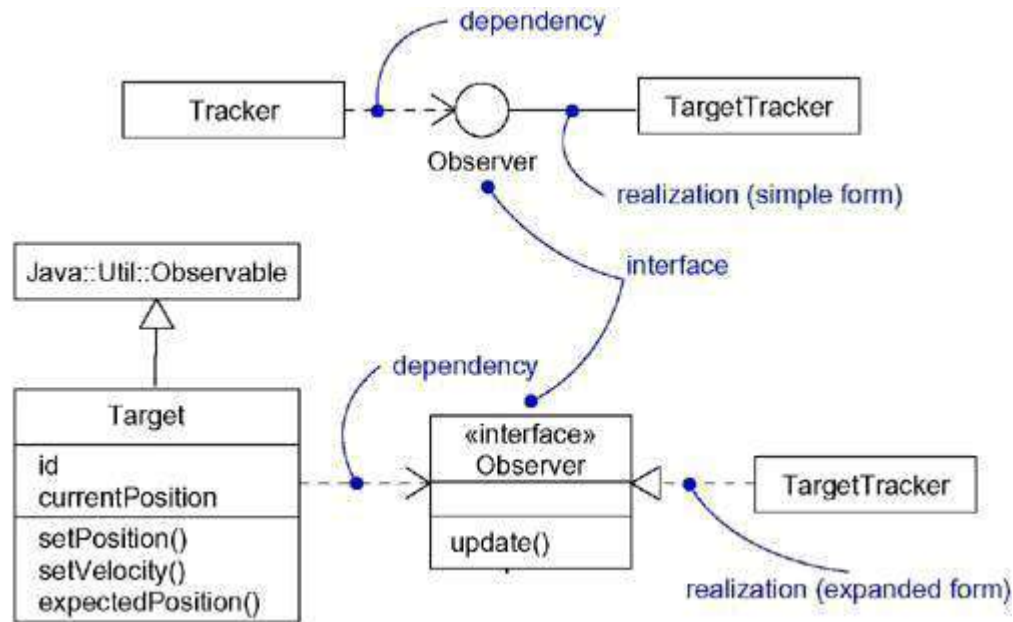 dependency
Tracker
TargetTracker
Observer
realization (simple form)
Java::Util::Observable
interface
dependency
Target
«interface»
Observer
id
currentPosition
TargetTracker
setPosition()
setVelocity()
expectedPosition()
update()
realization (expanded form)